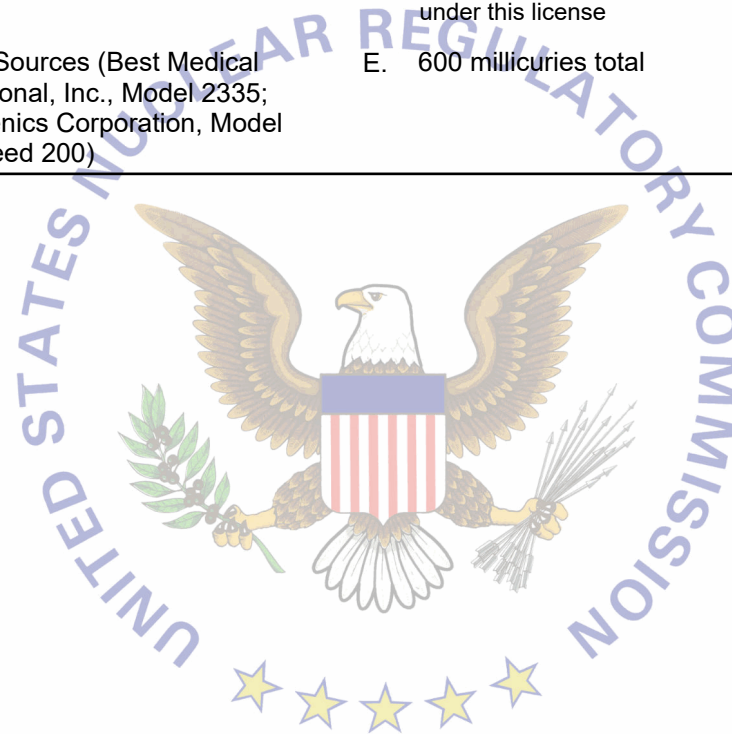 under this license
Sources (Best Medical
E. 600 millicuries total
onal, Inc., Model 2335;
enics Corporation, Model
eed 200)
UNITED STATES NUCLEAR REGULATORY COMMISSION